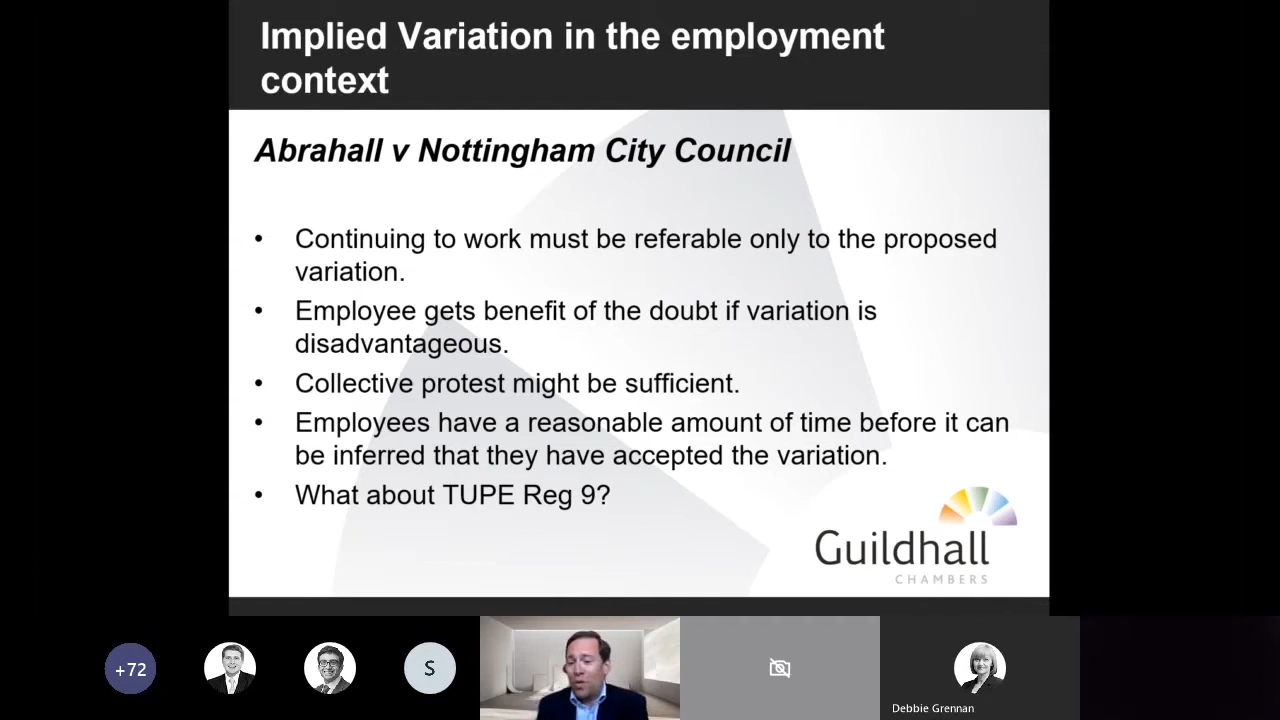 Implied Variation in the employment
context
Abrahall v Nottingham City Council
• Continuing to work must be referable only to the proposed
variation.
• Employee gets benefit of the doubt if variation is
disadvantageous.
• Collective protest might be sufficient.
• Employees have a reasonable amount of time before it can
be inferred that they have accepted the variation.
• What about TUPE Reg 9?
Guildhall
CHAMBERS
+72
S
Debbie Grennan